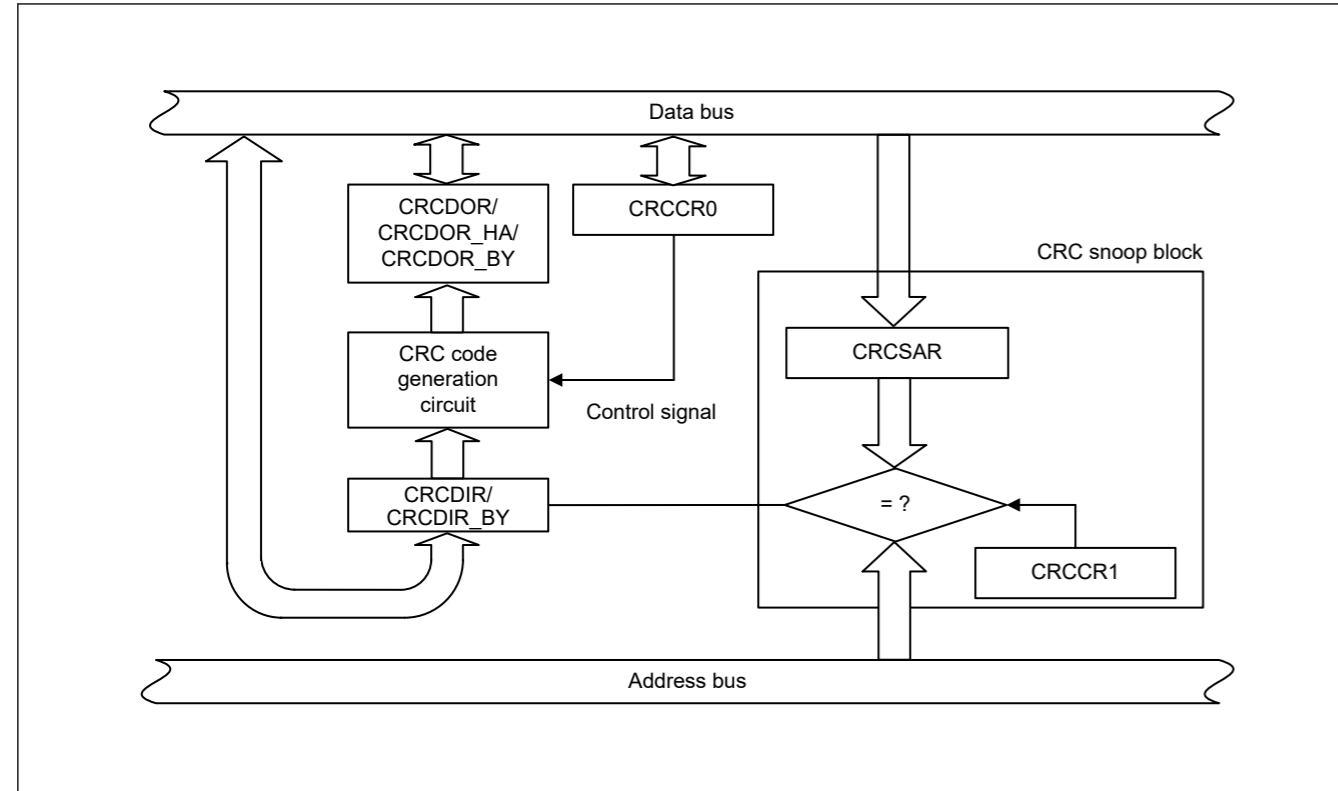 Data bus
CRCDOR/
CRCDOR_HA/
CRCDOR_BY
CRCCR0
CRC snoop block
CRCSAR
CRC code
generation
circuit
Control signal
CRCDIR/
CRCDIR_BY
= ?
CRCCR1
Address bus